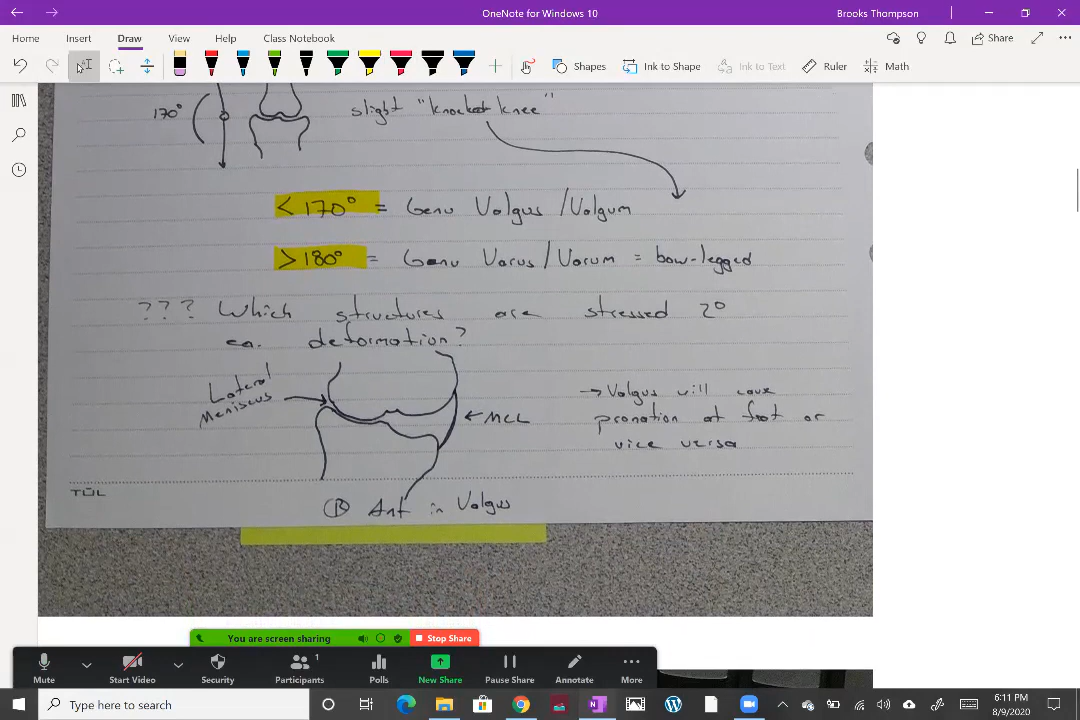 OneNote for Windows 10
Brooks Thompson
Home Insert Draw View Help Class Notebook
Share
Shapes Ink to Shape Ink to Text Ruler Math
170°
slight "knocked knee"
< 170° = Genu Valgus / Valgum
> 180° = Genu Varus / Varum = bow-legged
??? Which structures are stressed 2°
ea. deformation?
Lateral
Meniscus
← MCL
→ Valgus will cause
pronation at foot or
vice versa
TŪL
Ⓡ Ant in Valgus
You are screen sharing
Stop Share
1
Mute Start Video Security Participants Polls New Share Pause Share Annotate More
Type here to search
6:11 PM
8/9/2020